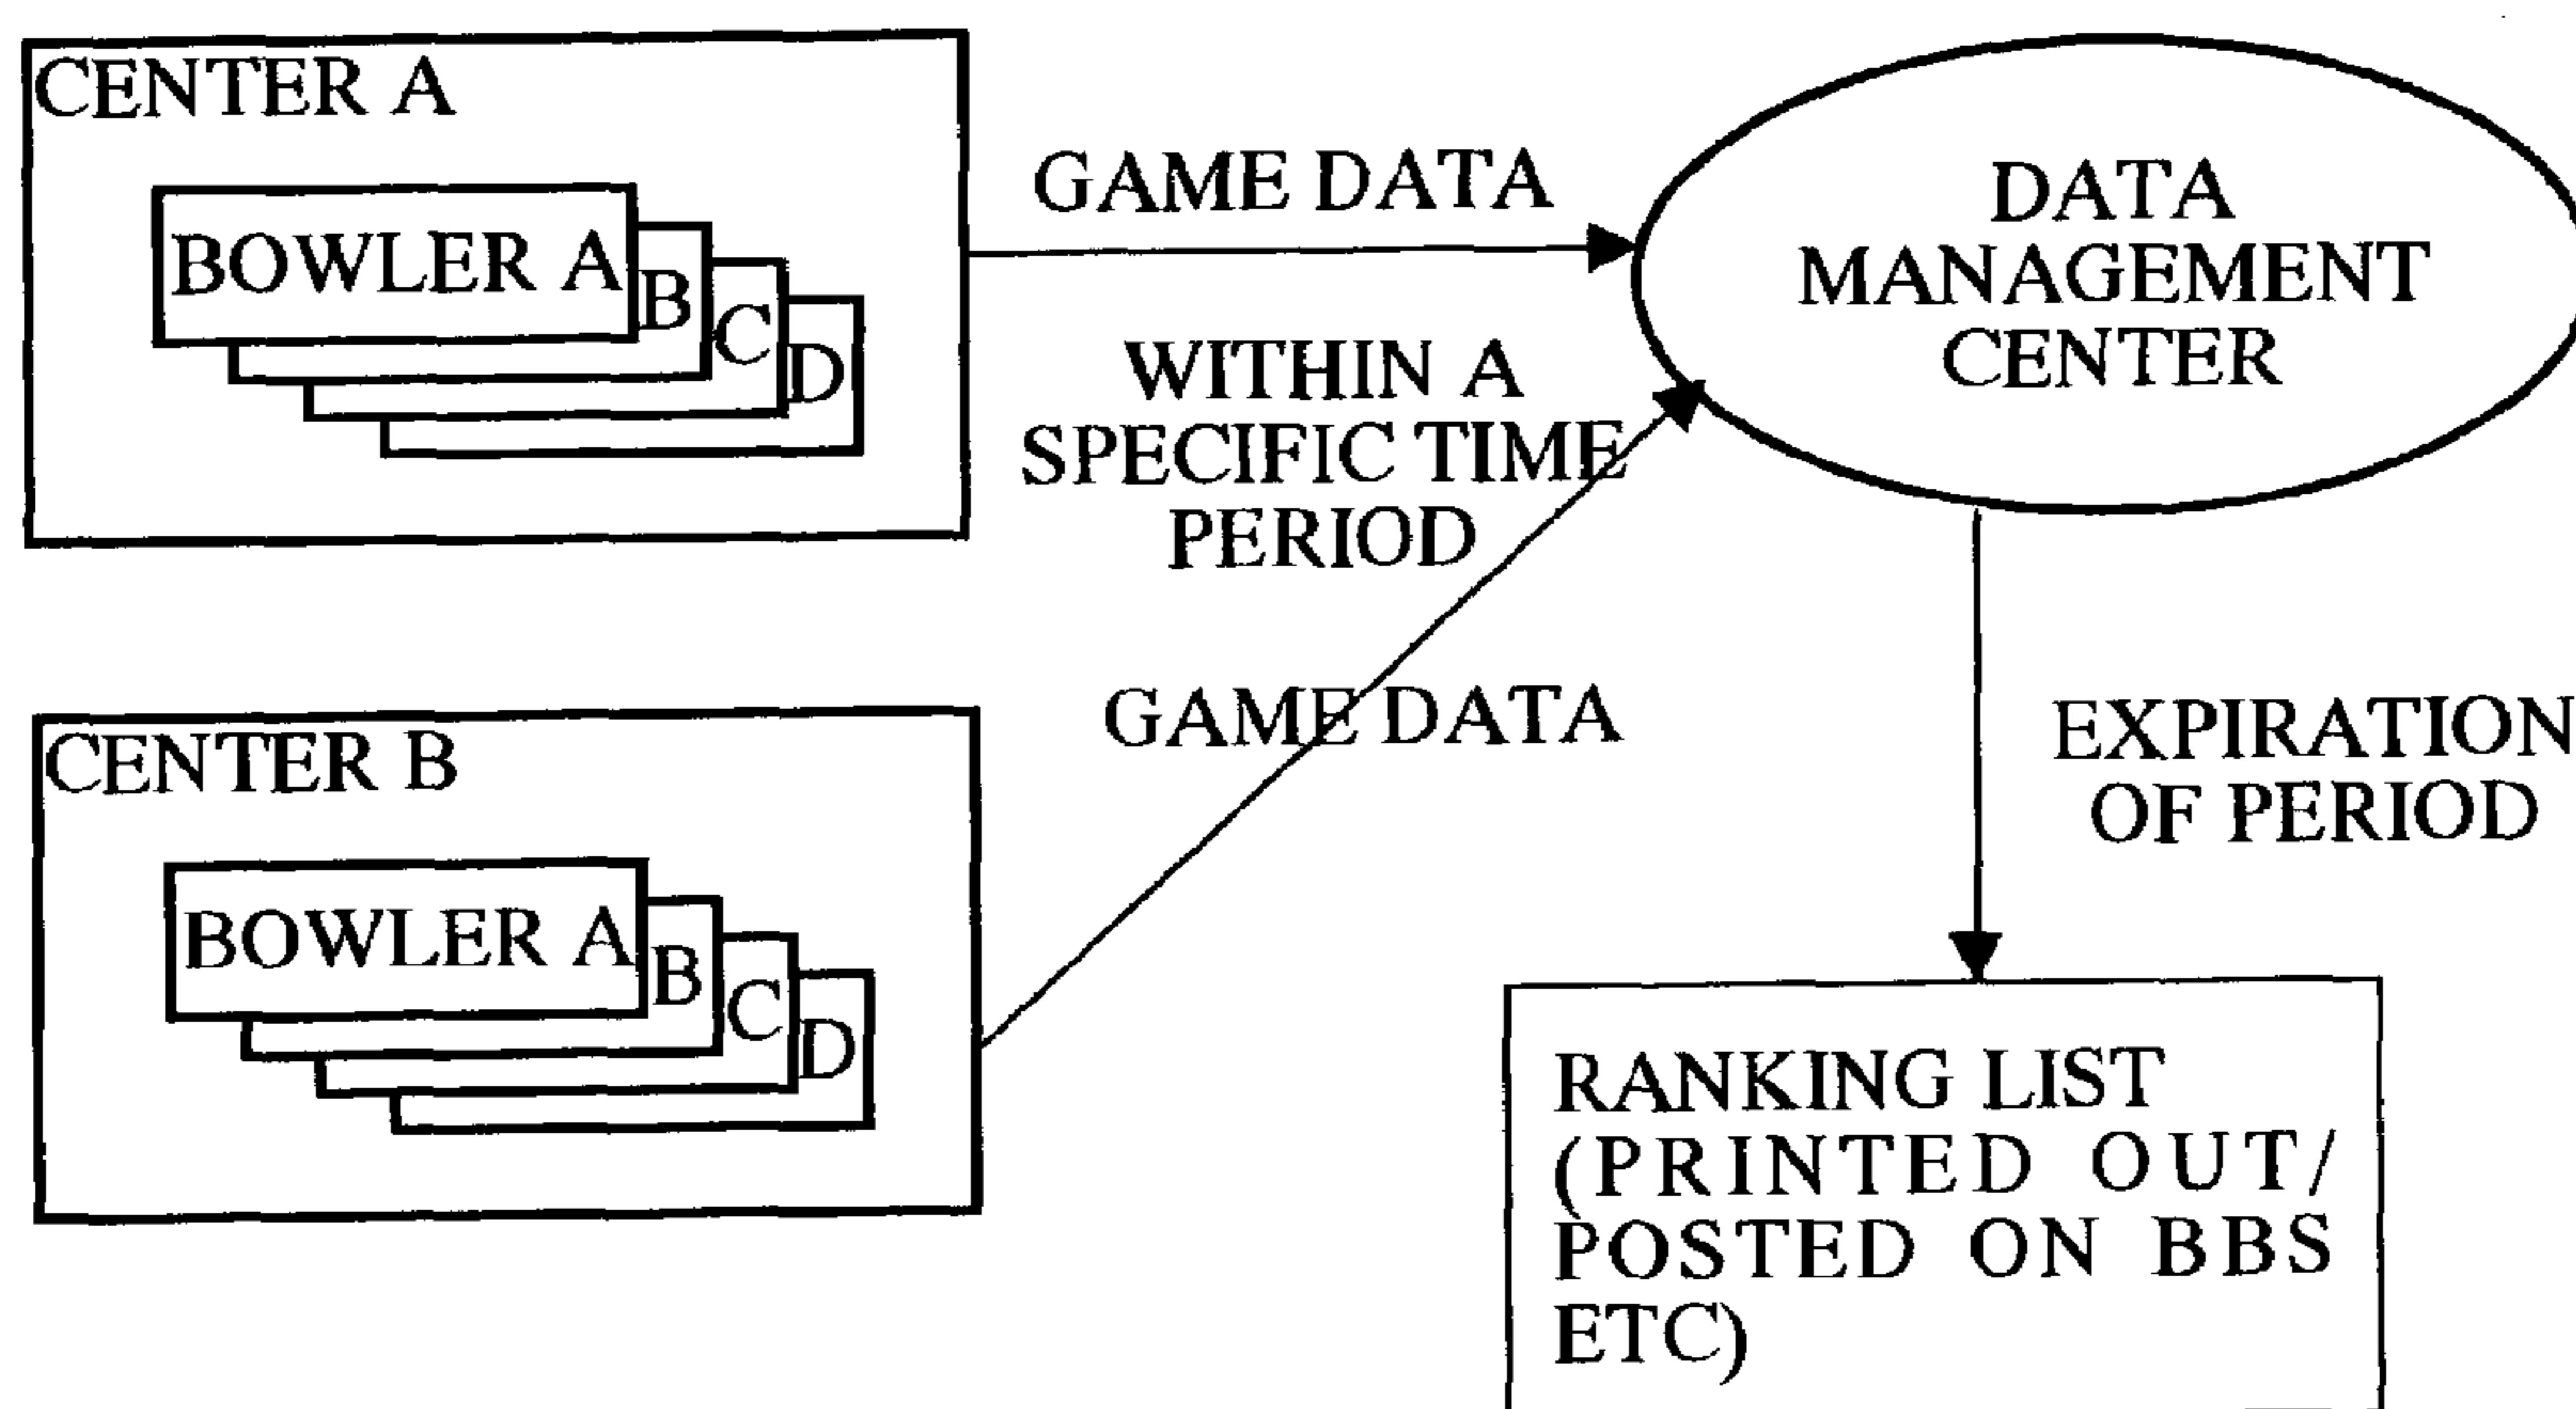 CENTER A
BOWLER A
B
C
D
GAME DATA
WITHIN A
SPECIFIC TIME
PERIOD
DATA
MANAGEMENT
CENTER
CENTER B
BOWLER A
B
C
D
GAME DATA
EXPIRATION
OF PERIOD
RANKING LIST
(PRINTED OUT/
POSTED ON BBS
ETC)